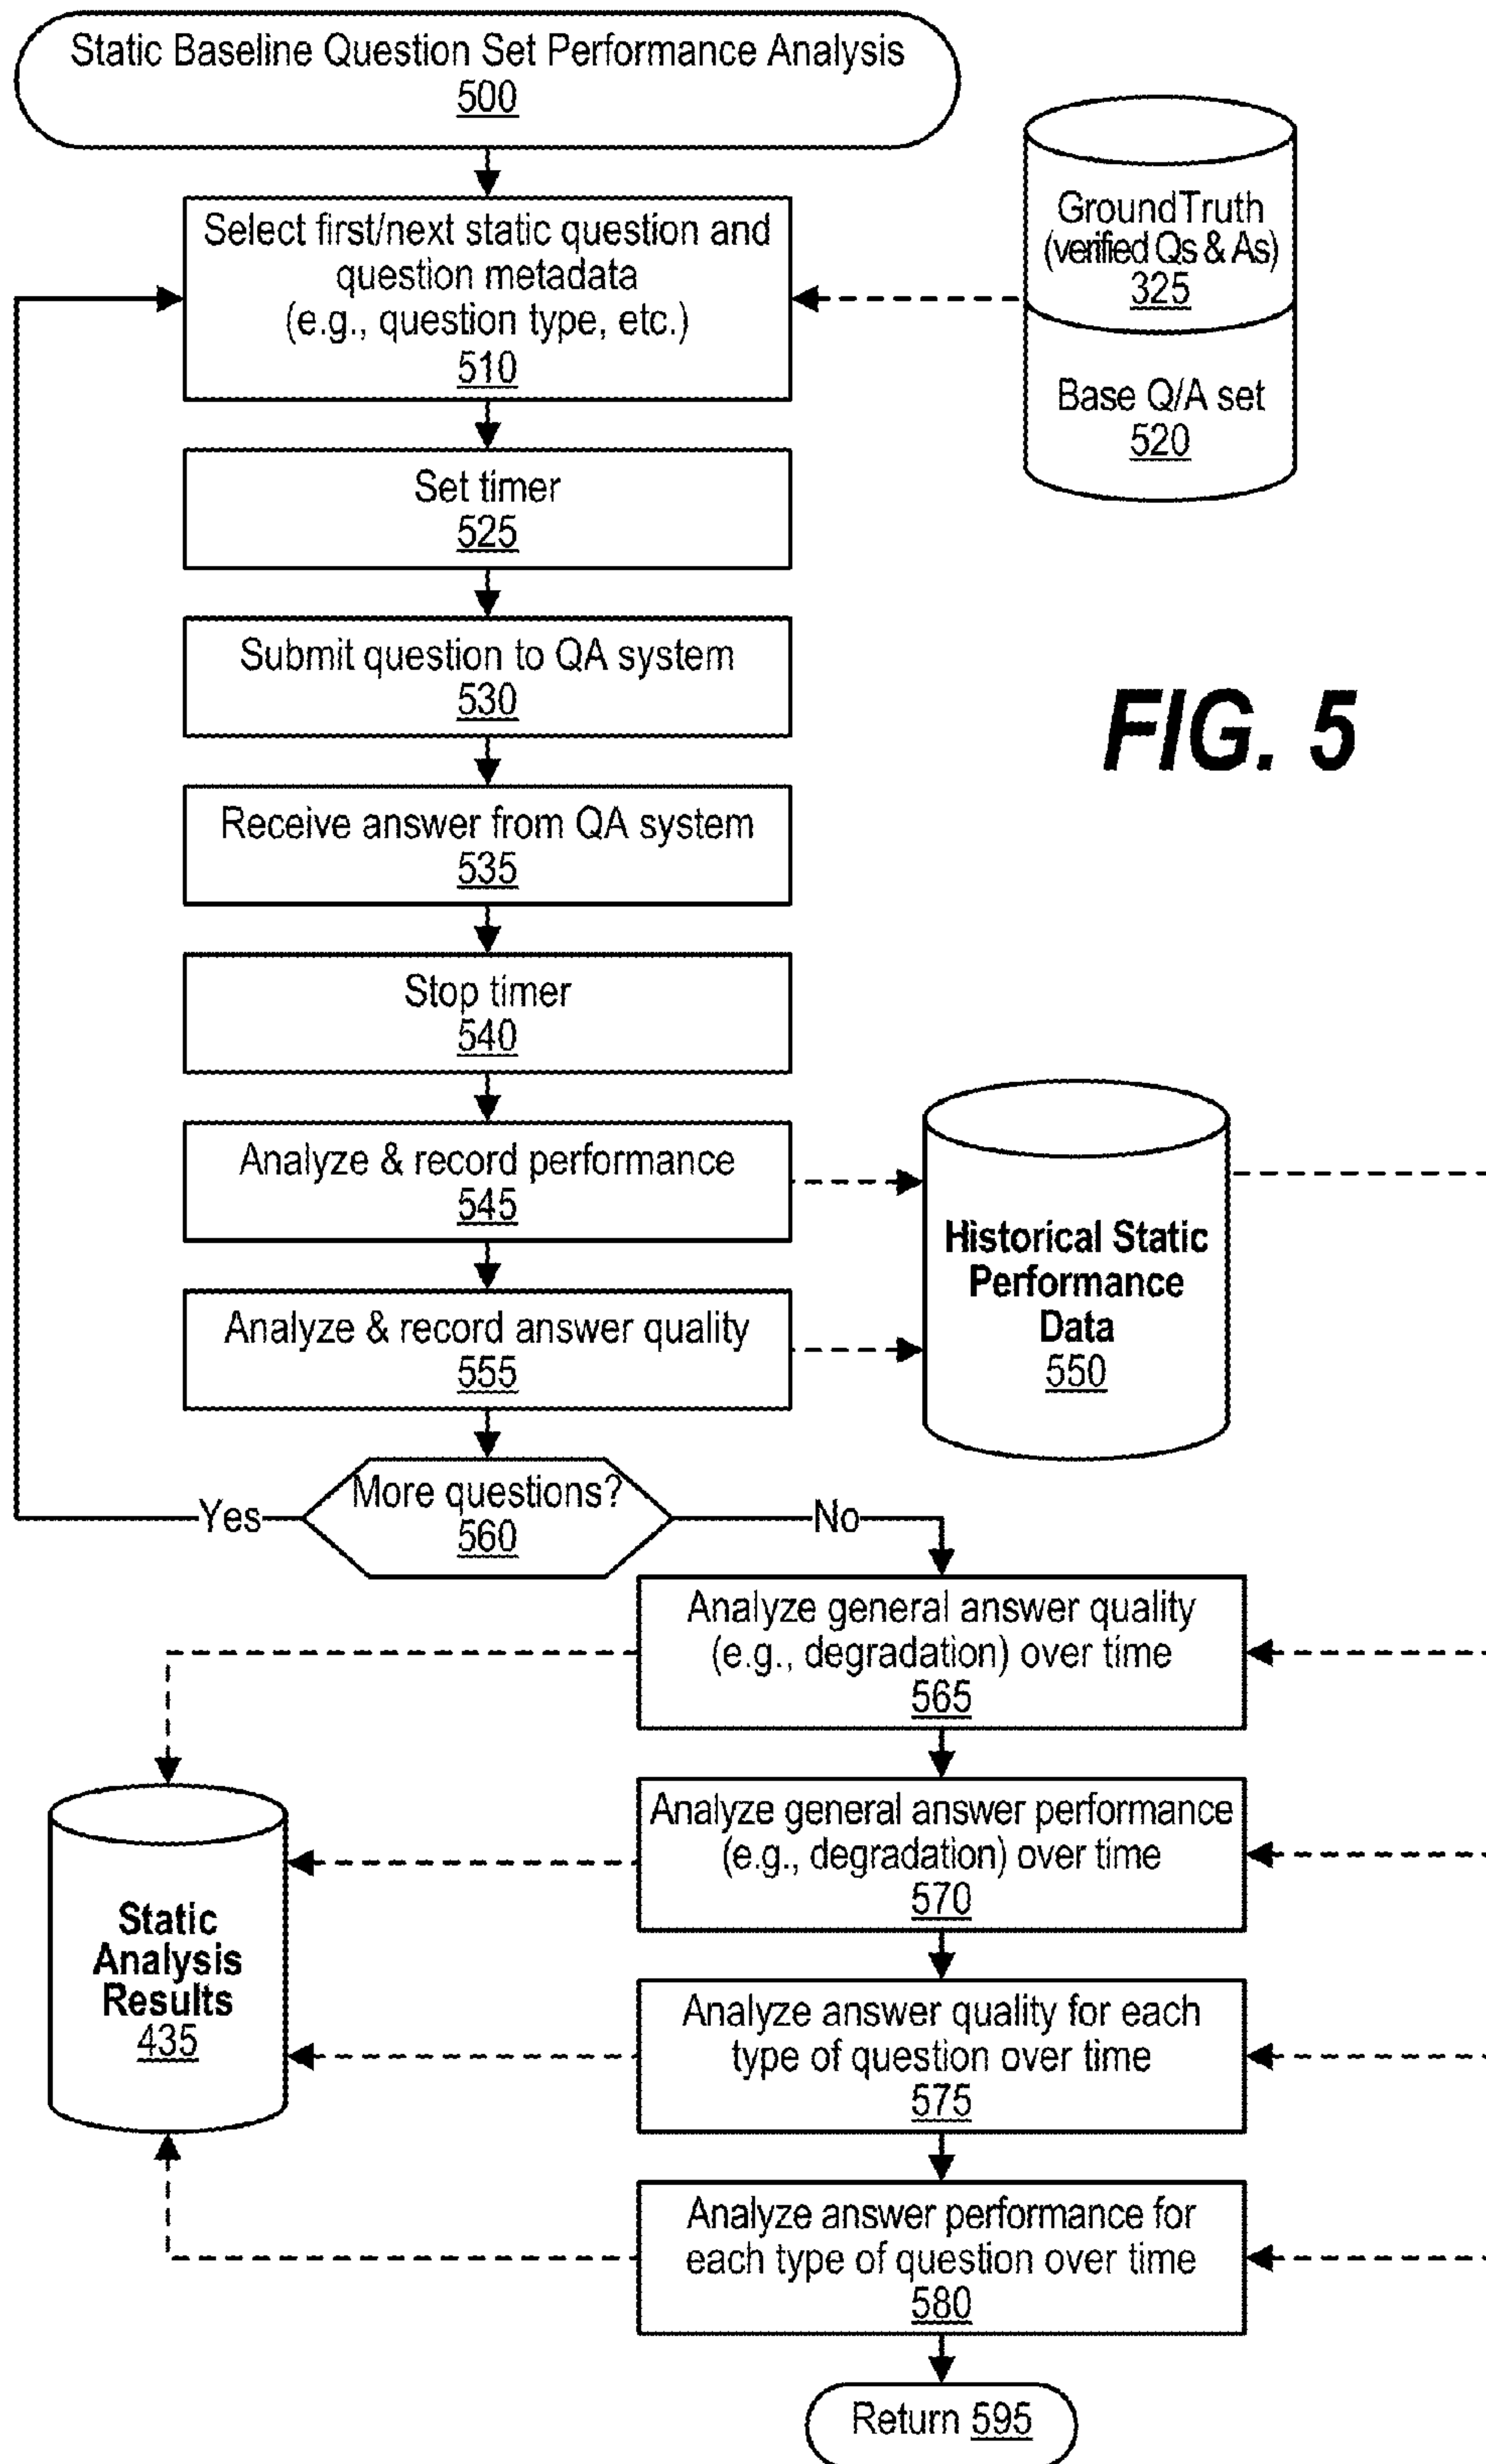 Static Baseline Question Set Performance Analysis
500
Select first/next static question and
question metadata
(e.g., question type, etc.)
510
GroundTruth
(verified Qs & As)
325
Base Q/A set
520
Set timer
525
Submit question to QA system
530
FIG. 5
Receive answer from QA system
535
Stop timer
540
Analyze & record performance
545
Historical Static
Performance
Data
550
Analyze & record answer quality
555
More questions?
560
Yes
No
Analyze general answer quality
(e.g., degradation) over time
565
Analyze general answer performance
(e.g., degradation) over time
570
Static
Analysis
Results
435
Analyze answer quality for each
type of question over time
575
Analyze answer performance for
each type of question over time
580
Return 595